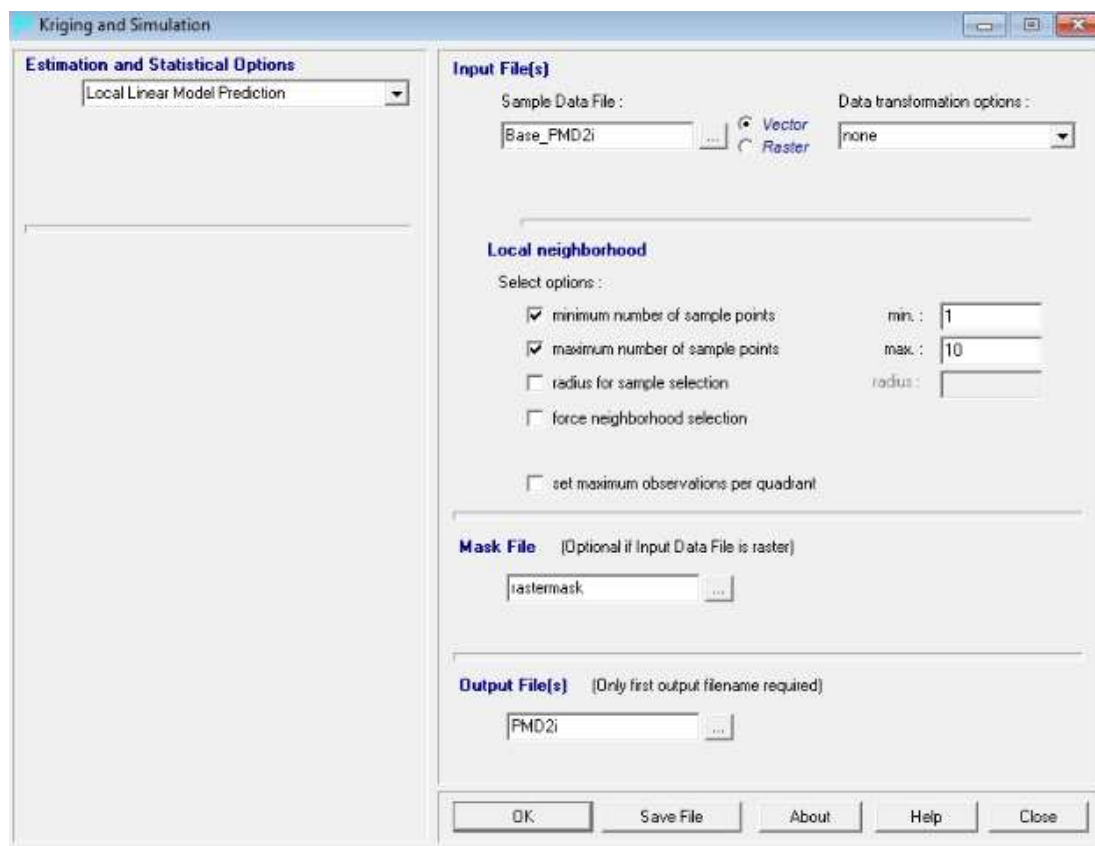 Kriging and Simulation
Estimation and Statistical Options
Local Linear Model Prediction
Input File(s)
Sample Data File :
Data transformation options :
Base_PMD2i
...
Vector
Raster
none
Local neighborhood
Select options :
minimum number of sample points
min. :
1
maximum number of sample points
max. :
10
radius for sample selection
radius :
force neighborhood selection
set maximum observations per quadrant
Mask File (Optional if Input Data File is raster)
rastermask
...
Output File(s) (Only first output filename required)
PMD2i
...
OK
Save File
About
Help
Close